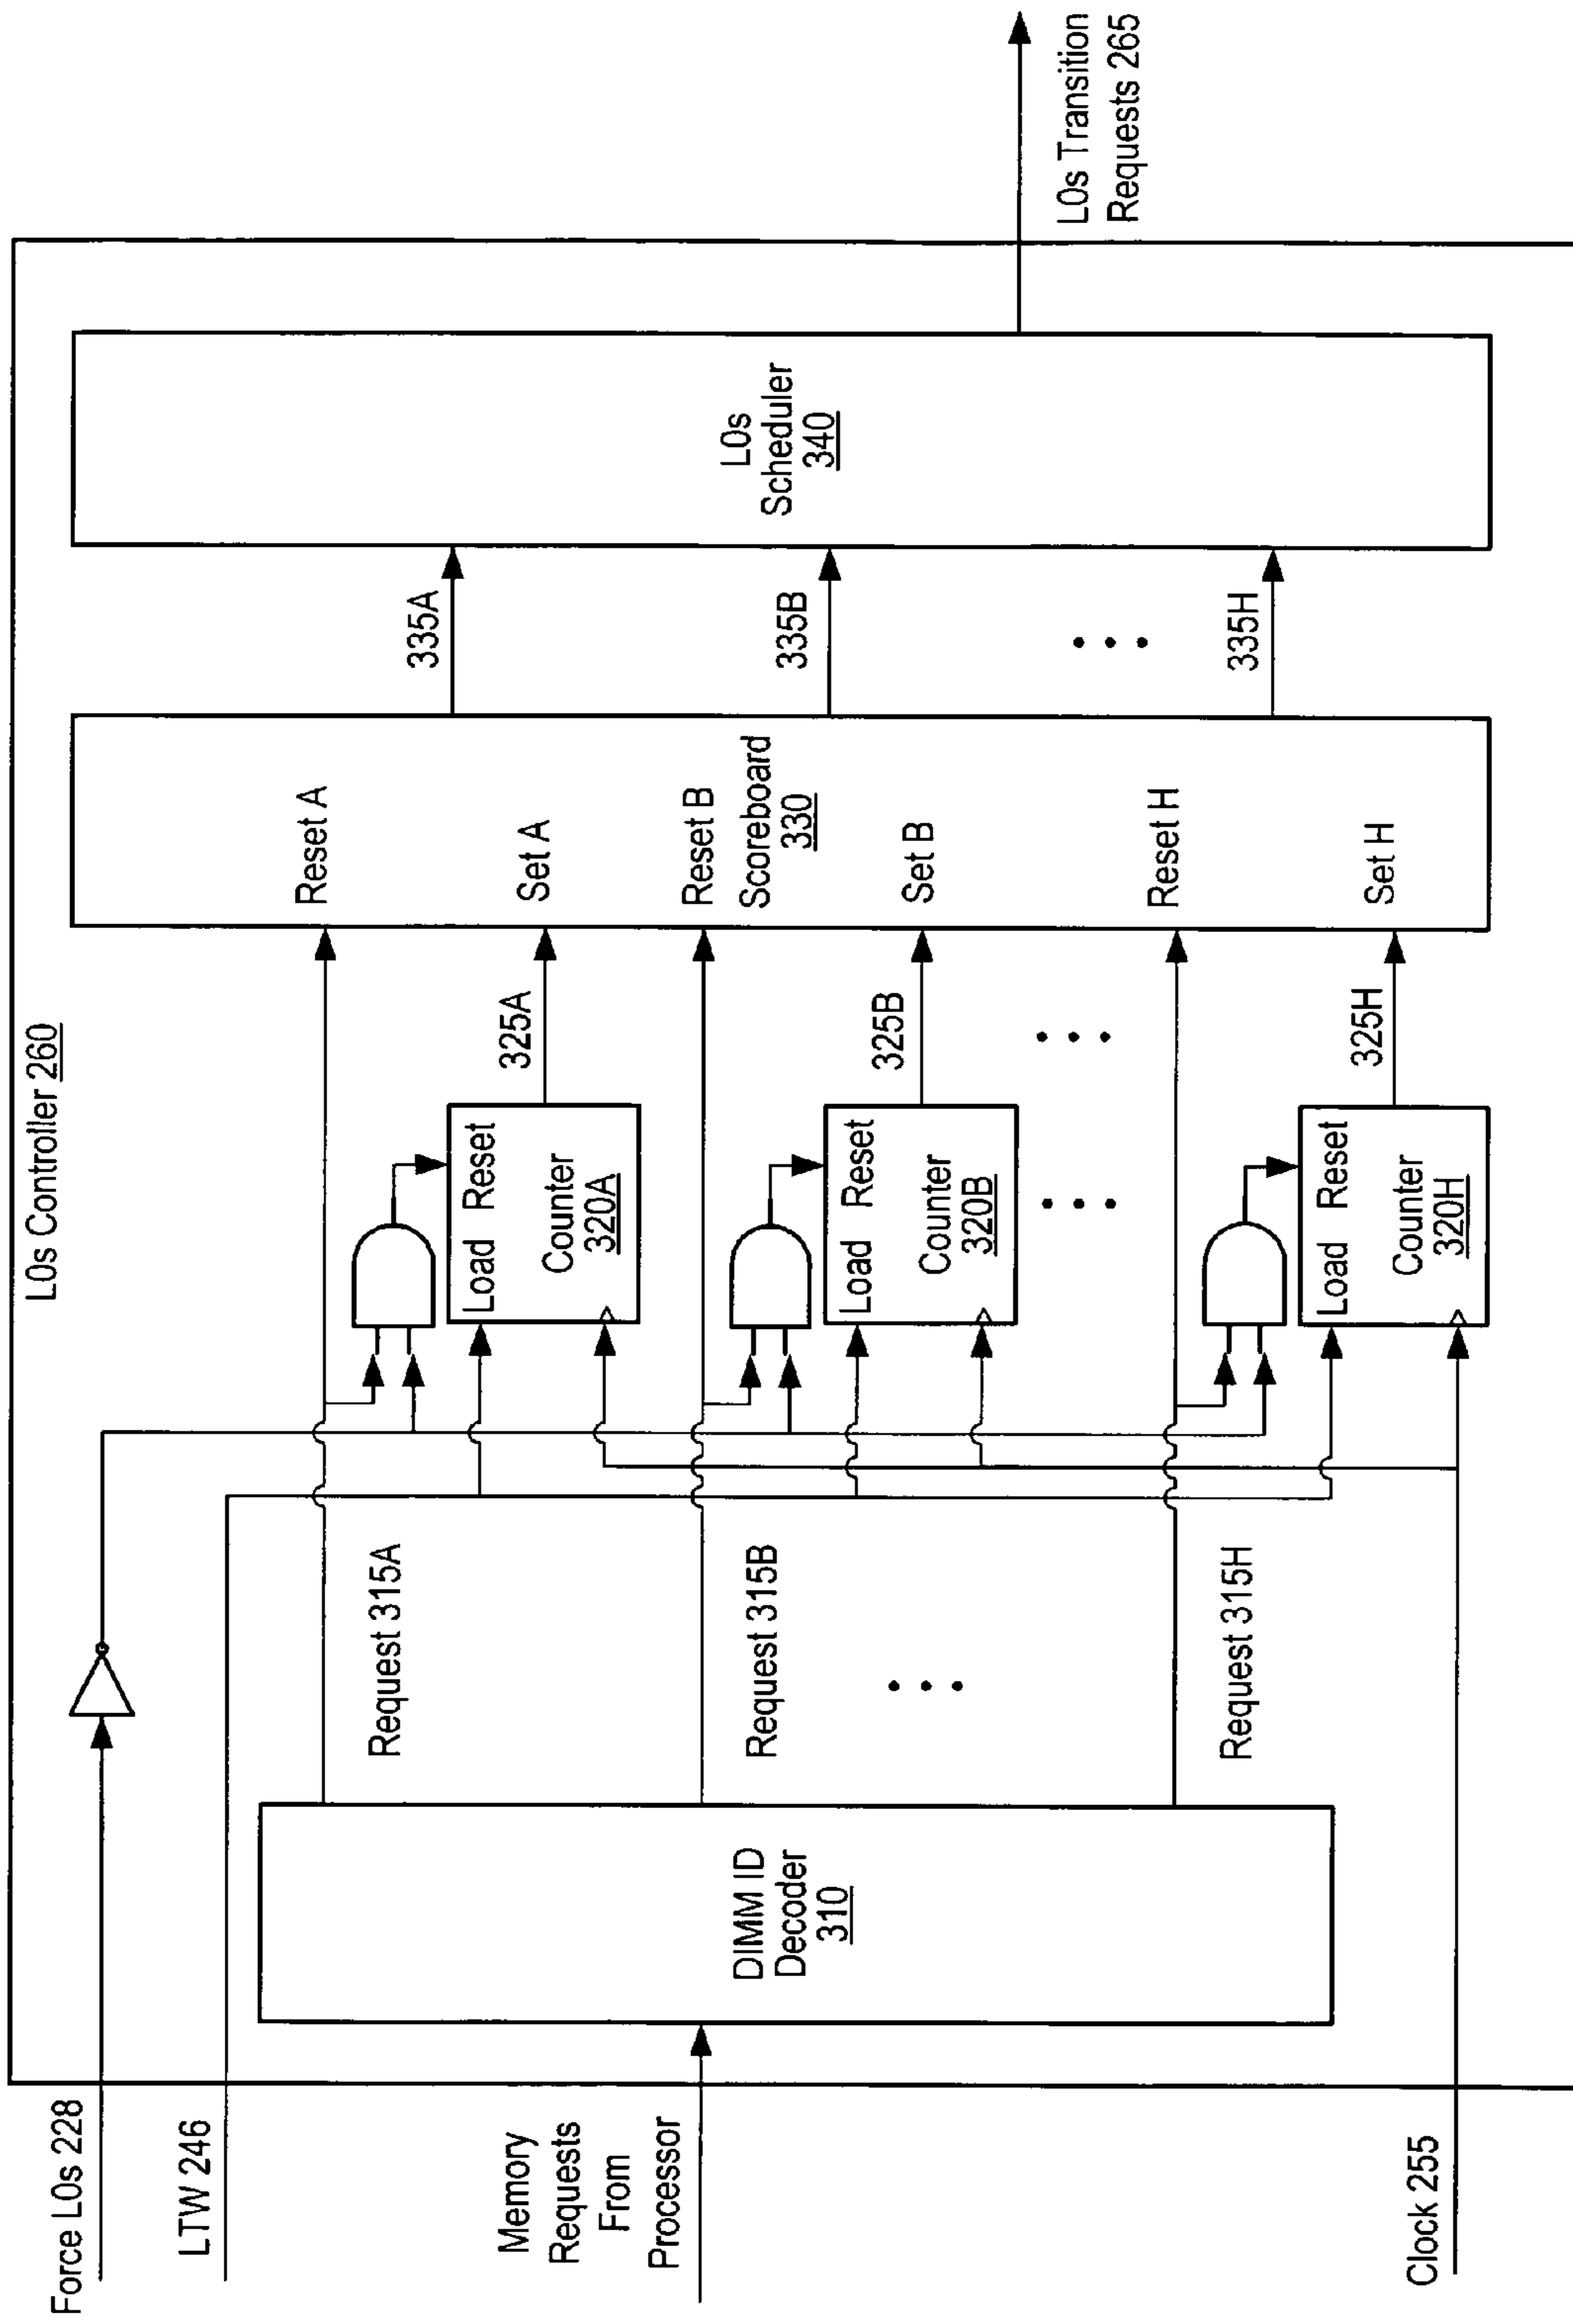 L0s Controller 260
Force L0s 228
LTW 246
Memory
Requests
From
Processor
Clock 255
DIMM ID
Decoder
310
Request 315A
Request 315B
Request 315H
Load Reset
Counter
320A
Load Reset
Counter
320B
Load Reset
Counter
320H
325A
325B
325H
Reset A
Set A
Reset B
Scoreboard
330
Set B
Reset H
Set H
335A
335B
335H
L0s
Scheduler
340
L0s Transition
Requests 265